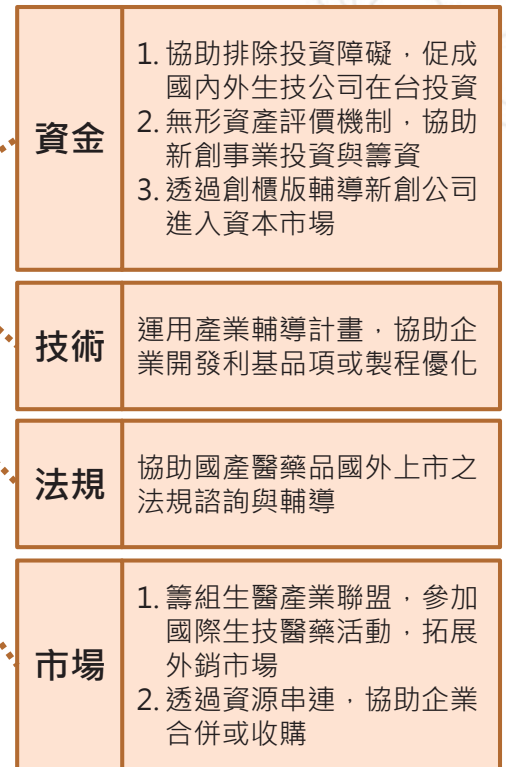 資金
1. 協助排除投資障礙，促成
國內外生技公司在台投資
2. 無形資產評價機制，協助
新創事業投資與籌資
3. 透過創櫃版輔導新創公司
進入資本市場
技術
運用產業輔導計畫，協助企
業開發利基品項或製程優化
法規
協助國產醫藥品國外上市之
法規諮詢與輔導
市場
1. 籌組生醫產業聯盟，參加
國際生技醫藥活動，拓展
外銷市場
2. 透過資源串連，協助企業
合併或收購